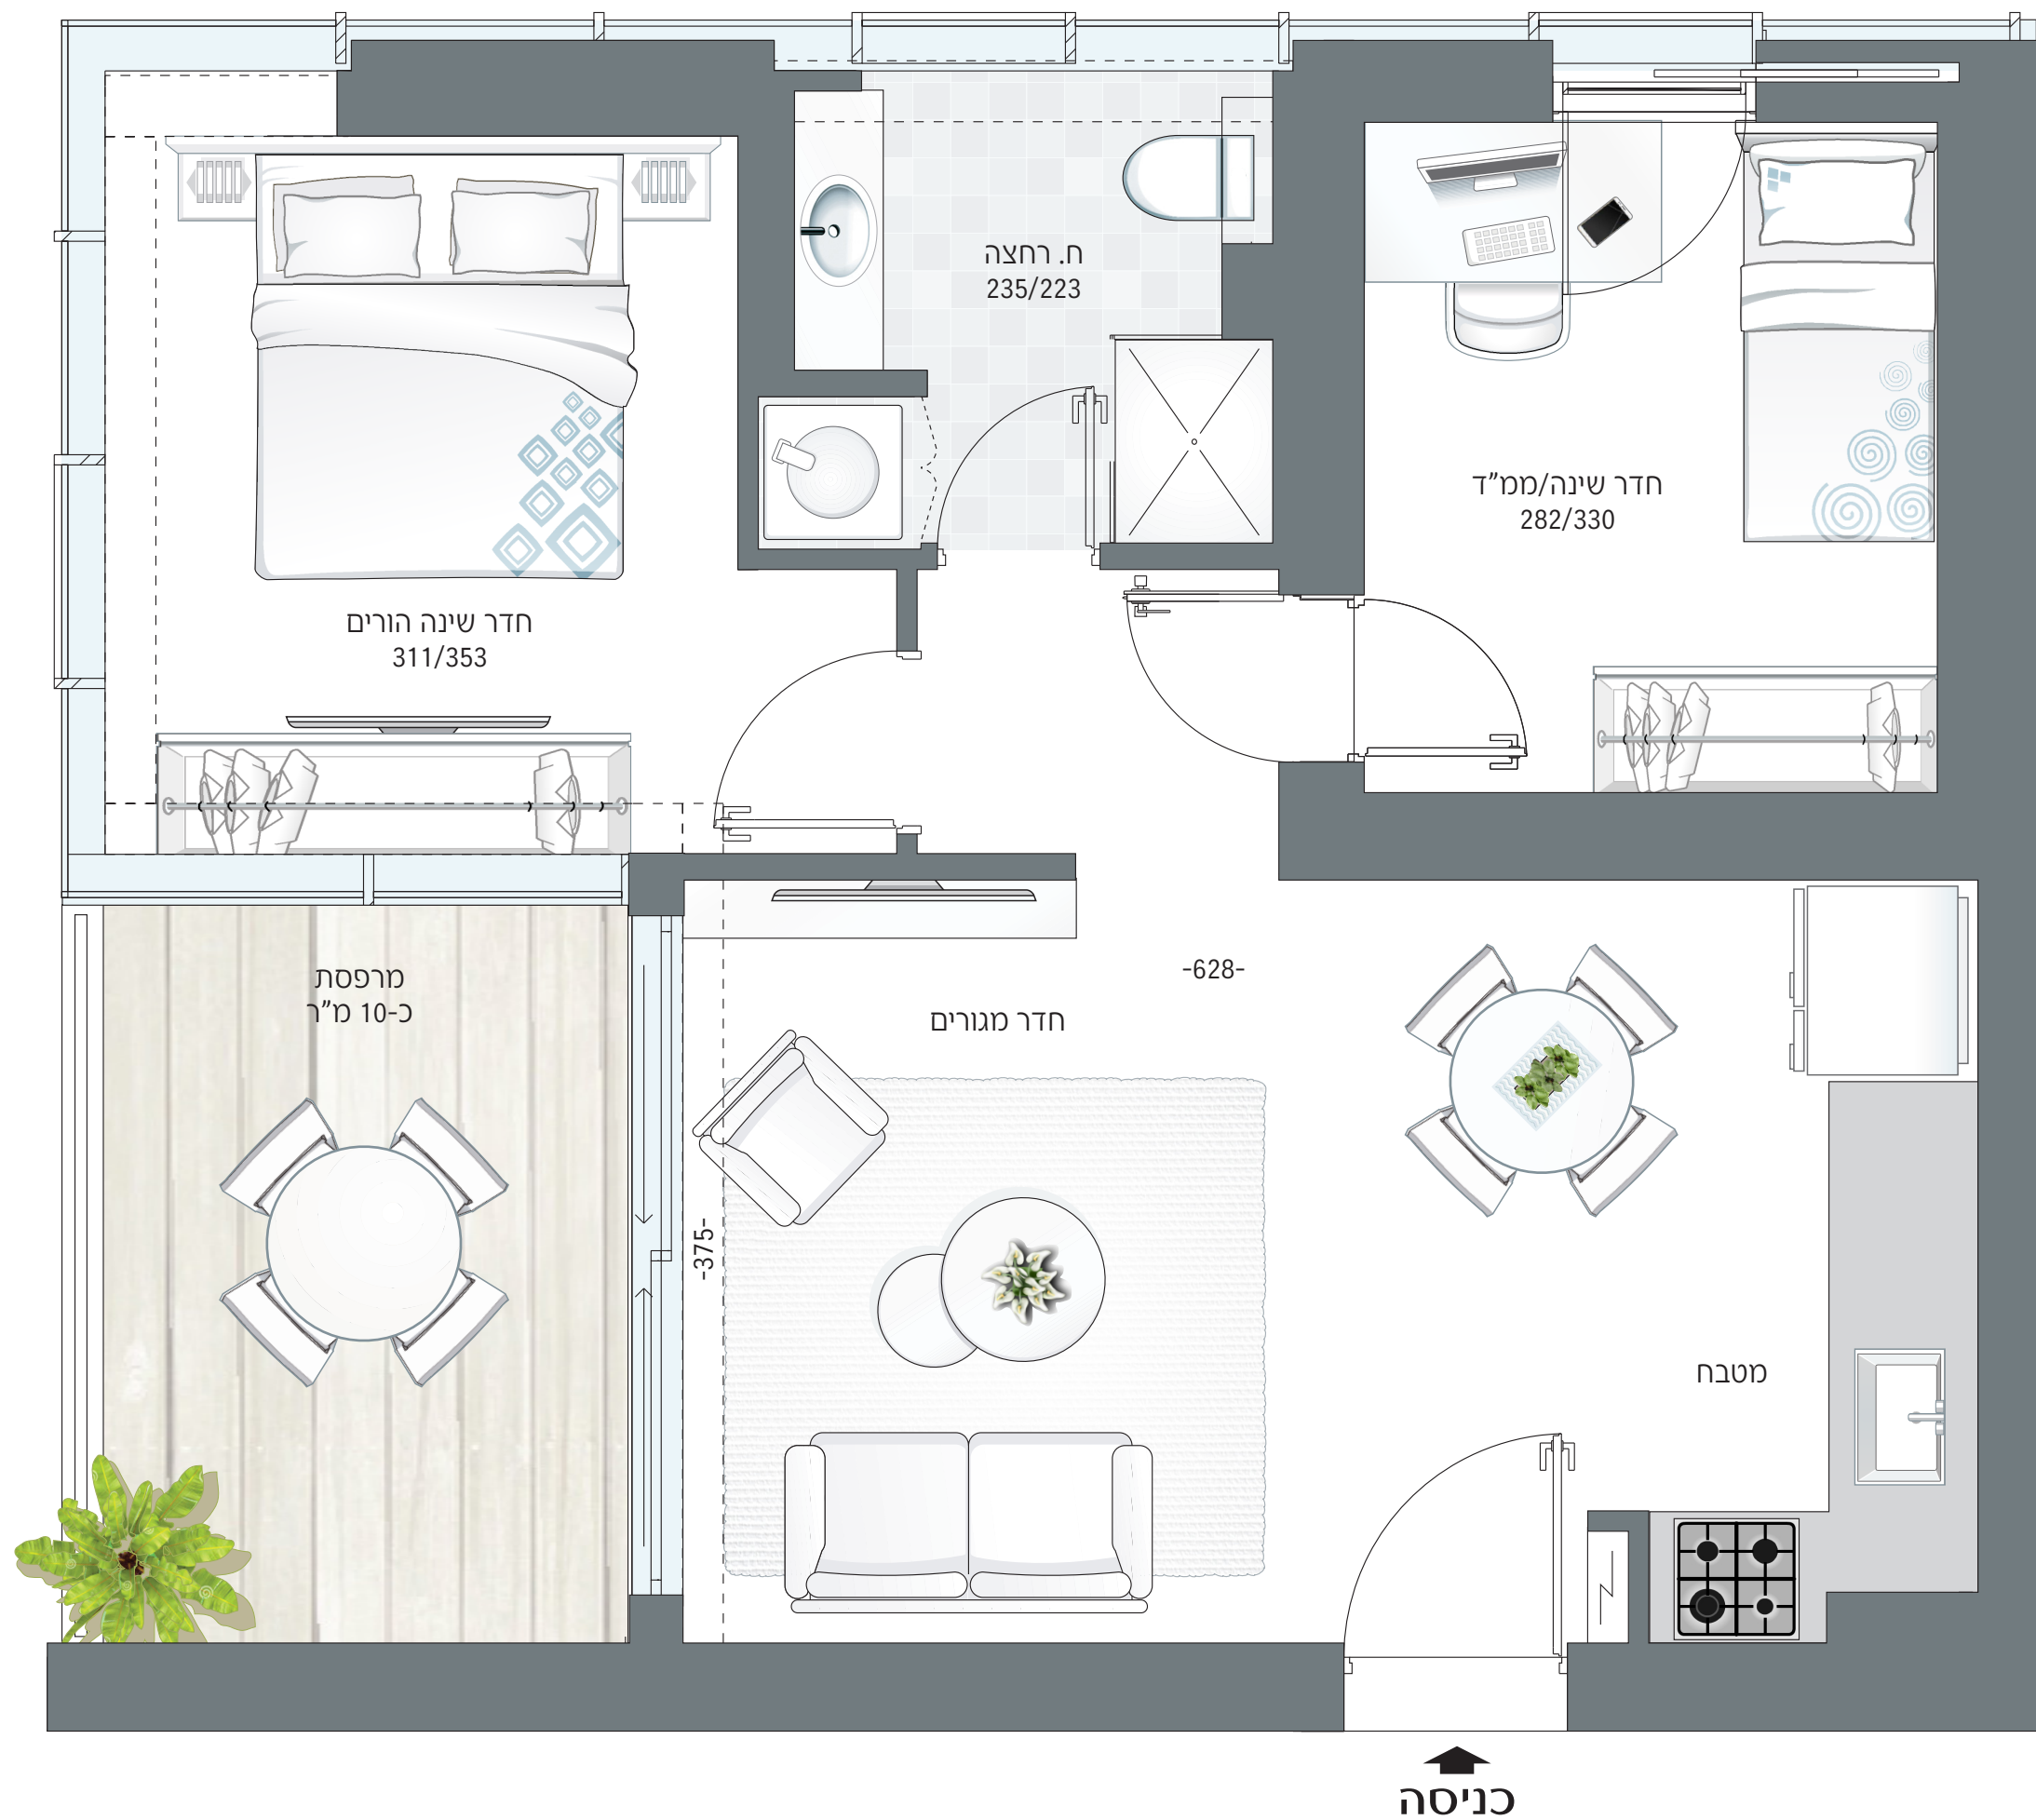 ח. רחצה
235/223
חדר שינה/ממ"ד
282/330
חדר שינה הורים
311/353
מרפסת
כ-10 מ"ר
-628-
חדר מגורים
-375-
מטבח
כניסה